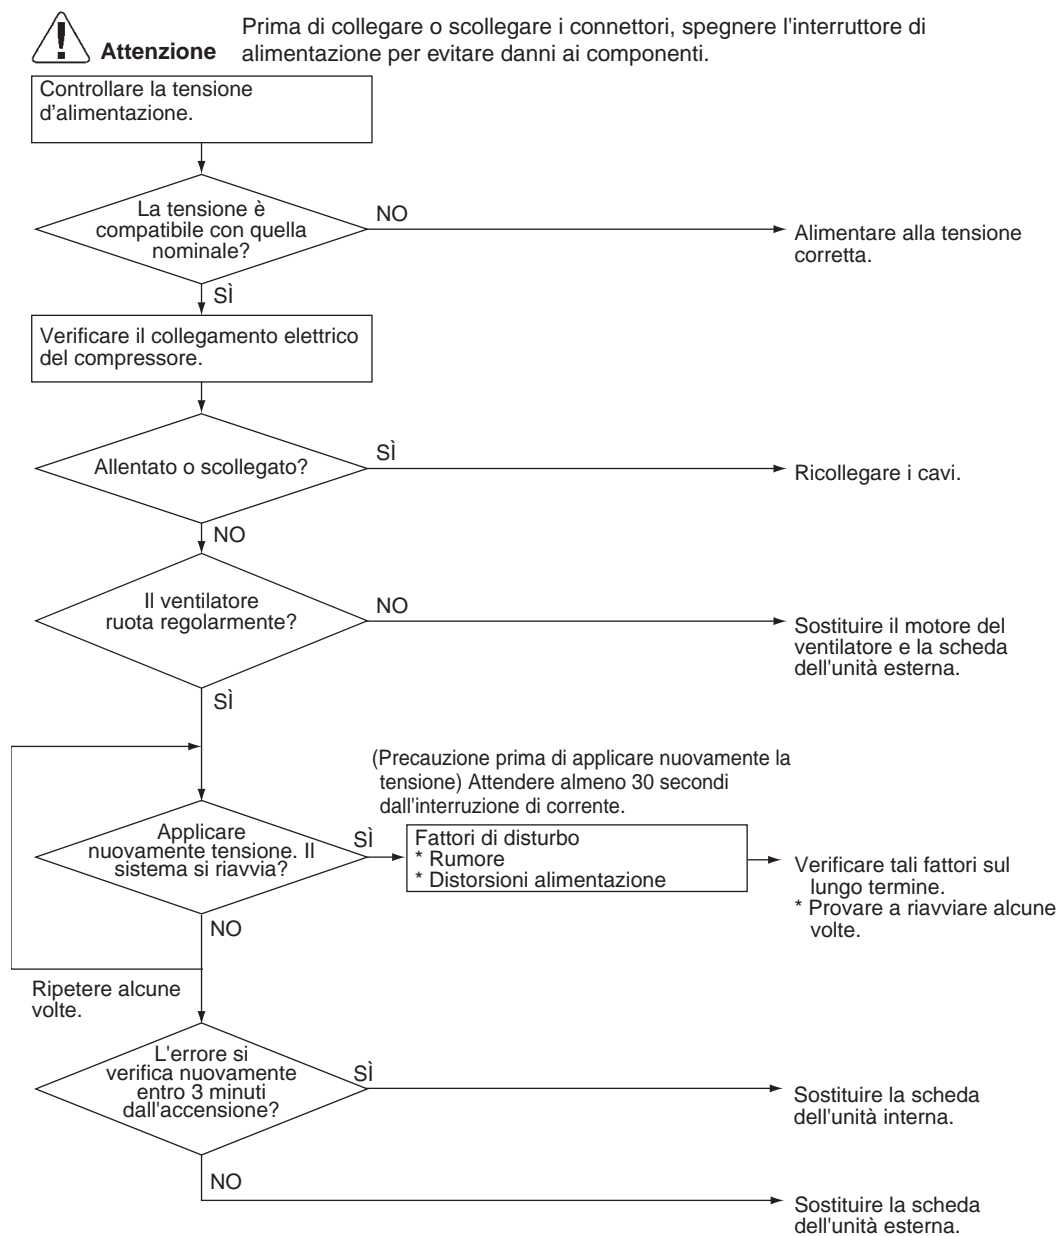 Prima di collegare o scollegare i connettori, spegnere l'interruttore di
Attenzione alimentazione per evitare danni ai componenti.
Controllare la tensione
d'alimentazione.
La tensione è
compatibile con quella
nominale?
NO
Alimentare alla tensione
corretta.
SÌ
Verificare il collegamento elettrico
del compressore.
Allentato o scollegato?
SÌ
Ricollegare i cavi.
NO
Il ventilatore
ruota regolarmente?
NO
Sostituire il motore del
ventilatore e la scheda
dell'unità esterna.
SÌ
(Precauzione prima di applicare nuovamente la
tensione) Attendere almeno 30 secondi
dall'interruzione di corrente.
Applicare
nuovamente tensione. Il
sistema si riavvia?
SÌ
Fattori di disturbo
* Rumore
* Distorsioni alimentazione
Verificare tali fattori sul
lungo termine.
* Provare a riavviare alcune
volte.
NO
Ripetere alcune
volte.
L'errore si
verifica nuovamente
entro 3 minuti
dall'accensione?
SÌ
Sostituire la scheda
dell'unità interna.
NO
Sostituire la scheda
dell'unità esterna.